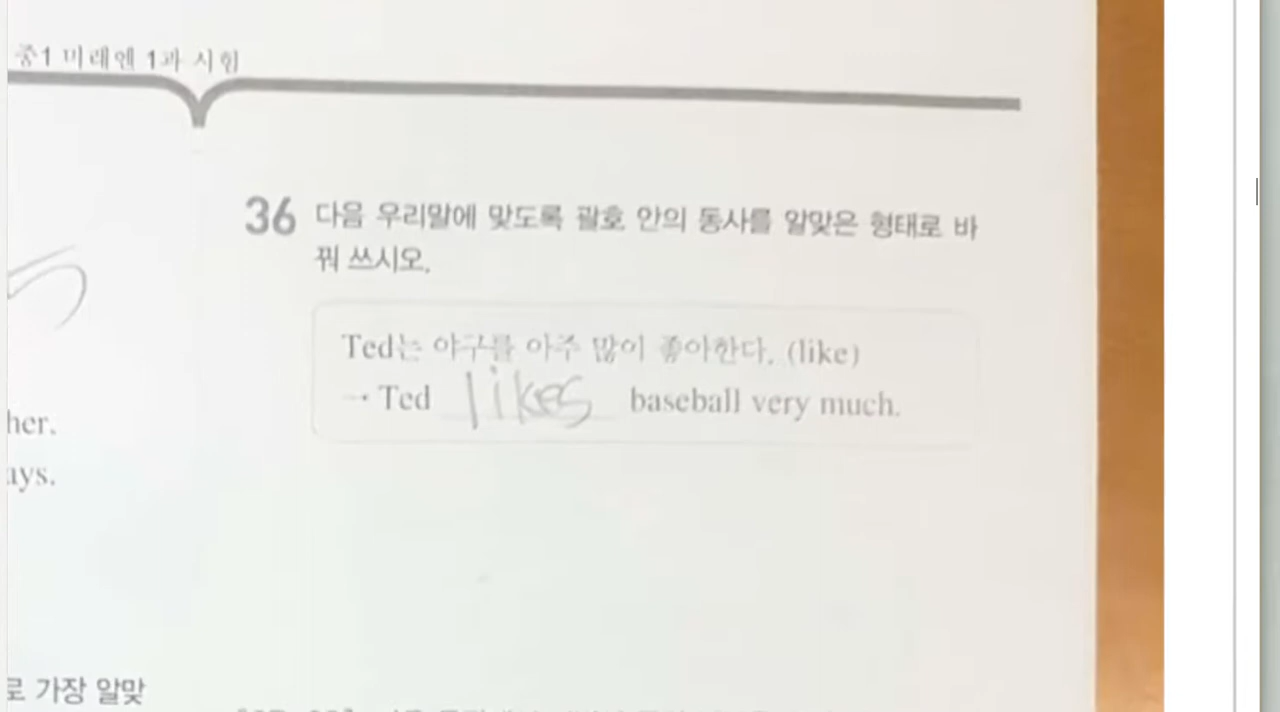 중1 미래엔 1과 시험
36 다음 우리말에 맞도록 괄호 안의 동사를 알맞은 형태로 바
꿔 쓰시오.
Ted는 야구를 아주 많이 좋아한다. (like)
→ Ted likes baseball very much.
her.
ays.
로 가장 알맞